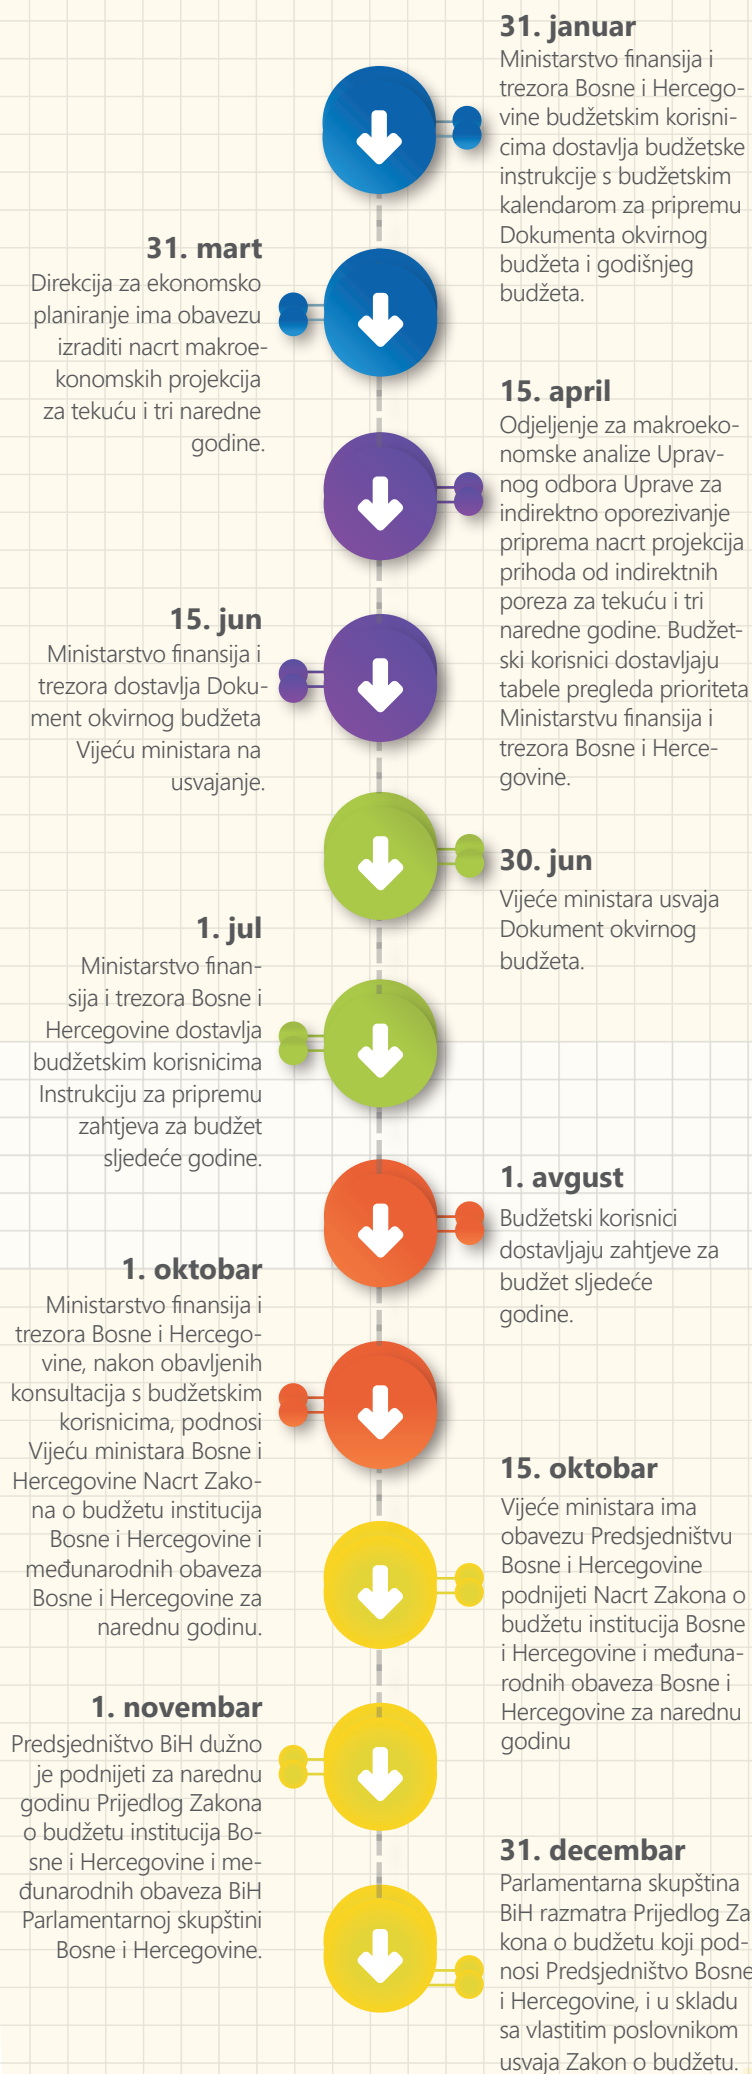 31. januar
Ministarstvo finansija i
trezora Bosne i Hercego-
vine budžetskim korisni-
cima dostavlja budžetske
instrukcije s budžetskim
kalendarom za pripremu
Dokumenta okvirnog
budžeta i godišnjeg
budžeta.
31. mart
Direkcija za ekonomsko
planiranje ima obavezu
izraditi nacrt makroe-
konomskih projekcija
za tekuću i tri naredne
godine.
15. april
Odjeljenje za makroeko-
nomske analize Uprav-
nog odbora Uprave za
indirektno oporezivanje
priprema nacrt projekcija
prihoda od indirektnih
poreza za tekuću i tri
naredne godine. Budžet-
ski korisnici dostavljaju
tabele pregleda prioriteta
Ministarstvu finansija i
trezora Bosne i Herce-
govine.
15. jun
Ministarstvo finansija i
trezora dostavlja Doku-
ment okvirnog budžeta
Vijeću ministara na
usvajanje.
30. jun
Vijeće ministara usvaja
Dokument okvirnog
budžeta.
1. jul
Ministarstvo finan-
sija i trezora Bosne i
Hercegovine dostavlja
budžetskim korisnicima
Instrukciju za pripremu
zahtjeva za budžet
sljedeće godine.
1. avgust
Budžetski korisnici
dostavljaju zahtjeve za
budžet sljedeće
godine.
1. oktobar
Ministarstvo finansija i
trezora Bosne i Hercego-
vine, nakon obavljenih
konsultacija s budžetskim
korisnicima, podnosi
Vijeću ministara Bosne i
Hercegovine Nacrt Zako-
na o budžetu institucija
Bosne i Hercegovine i
međunarodnih obaveza
Bosne i Hercegovine za
narednu godinu.
15. oktobar
Vijeće ministara ima
obavezu Predsjedništvu
Bosne i Hercegovine
podnijeti Nacrt Zakona o
budžetu institucija Bosne
i Hercegovine i međuna-
rodnih obaveza Bosne i
Hercegovine za narednu
godinu
1. novembar
Predsjedništvo BiH dužno
je podnijeti za narednu
godinu Prijedlog Zakona
o budžetu institucija Bo-
sne i Hercegovine i me-
đunarodnih obaveza BiH
Parlamentarnoj skupštini
Bosne i Hercegovine.
31. decembar
Parlamentarna skupština
BiH razmatra Prijedlog Za
kona o budžetu koji pod-
nosi Predsjedništvo Bosne
i Hercegovine, i u skladu
sa vlastitim poslovnikom
usvaja Zakon o budžetu.